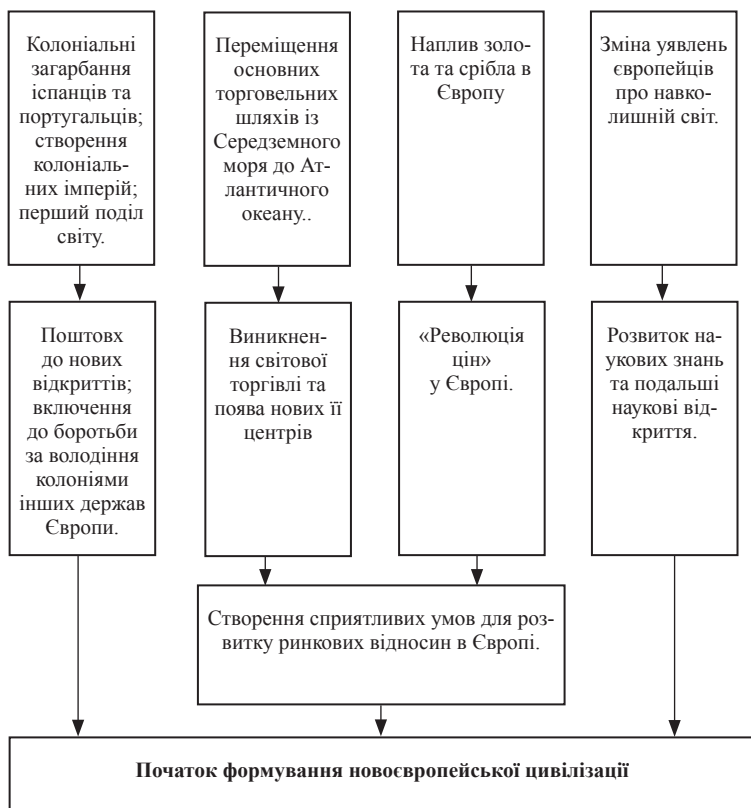 Колоніальні
загарбання
іспанців та
португальців;
створення
колоніаль-
них імперій;
перший поділ
світу.
Переміщення
основних
торговельних
шляхів із
Середземного
моря до Ат-
лантичного
океану..
Наплив золо-
та та срібла в
Європу
Зміна уявлень
європейців
про навко-
лишній світ.
Поштовх
до нових
відкриттів;
включення
до боротьби
за володіння
колоніями
інших держав
Європи.
Виникнен-
ня світової
торгівлі та
поява нових її
центрів
«Революція
цін»
у Європі.
Розвиток на-
укових знань
та подальші
наукові від-
криття.
Створення сприятливих умов для роз-
витку ринкових відносин в Європі.
Початок формування новоєвропейської цивілізації